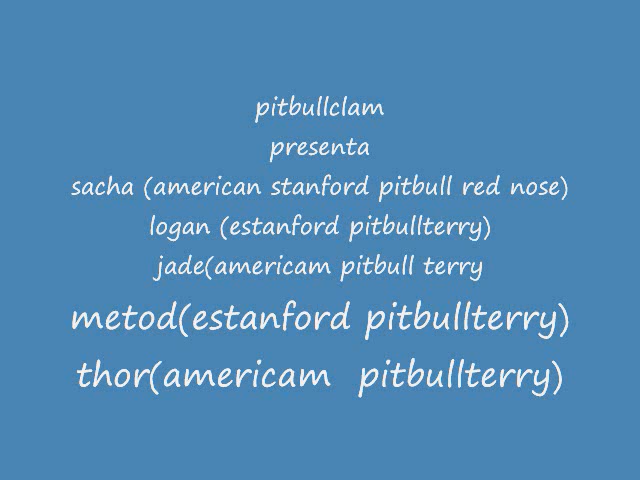 pitbullclam
presenta
sacha (american stanford pitbull red nose)
logan (estanford pitbullterry)
jade(americam pitbull terry
metod(estanford pitbullterry)
thor(americam pitbullterry)